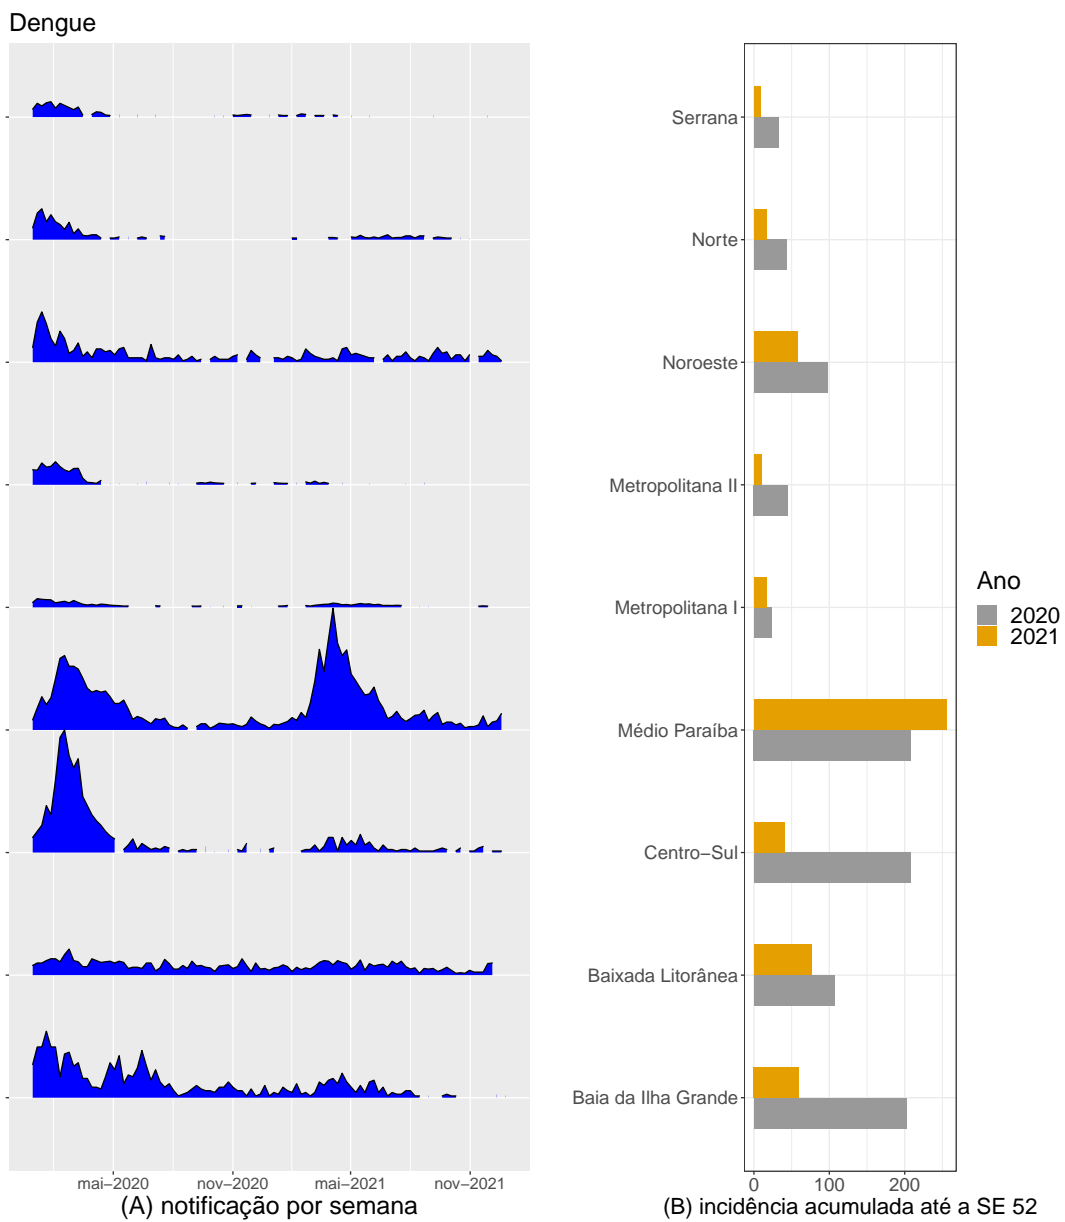 Dengue
Serrana
Norte
Noroeste
Metropolitana II
Metropolitana I
Médio Paraíba
Centro−Sul
Baixada Litorânea
Baia da Ilha Grande
mai−2020 nov−2020 mai−2021 nov−2021
(A) notificação por semana
0 100 200
(B) incidência acumulada até a SE 52
Ano
2020
2021